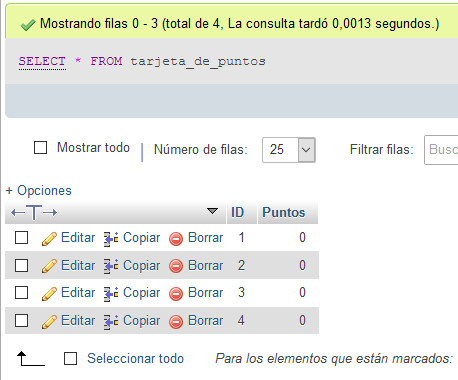 Mostrando filas 0 - 3 (total de 4, La consulta tardó 0,0013 segundos.)
SELECT * FROM tarjeta_de_puntos
Mostrar todo | Número de filas: 25 Filtrar filas: Busc
+ Opciones
←T→ ID Puntos
Editar Copiar Borrar 1 0
Editar Copiar Borrar 2 0
Editar Copiar Borrar 3 0
Editar Copiar Borrar 4 0
Seleccionar todo Para los elementos que están marcados: